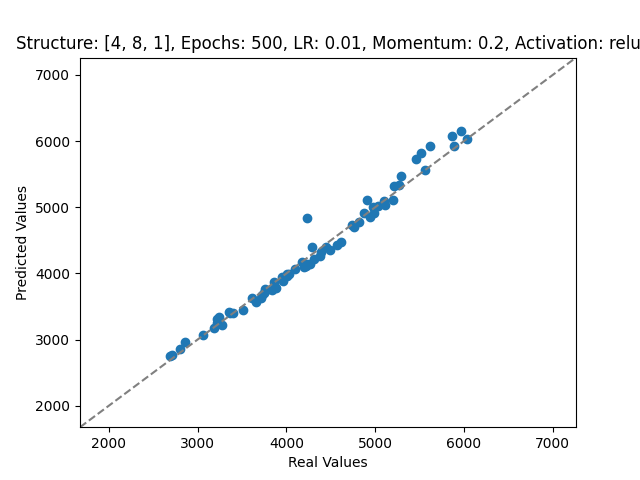 Structure: [4, 8, 1], Epochs: 500, LR: 0.01, Momentum: 0.2, Activation: relu
7000
6000
5000
4000
3000
2000
Predicted Values
2000 3000 4000 5000 6000 7000
Real Values